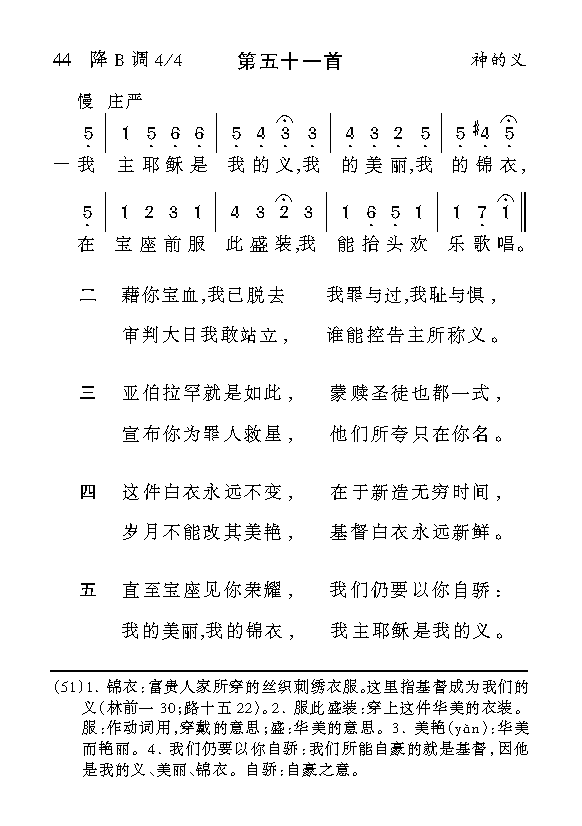 44 降B调4/4 第五十一首 神的义
慢 庄严
5 | 1 5 6 6 | 5 4 3 3 | 4 3 2 5 | 5 #4 5
一我 主耶稣是 我的义,我 的美丽,我 的锦衣，
5 | 1 2 3 1 | 4 3 2 3 | 1 6 5 1 | 1 7 1 ‖
在 宝座前服 此盛装,我 能抬头欢 乐歌唱。
二 藉你宝血,我已脱去 我罪与过,我耻与惧，
审判大日我敢站立， 谁能控告主所称义。
三 亚伯拉罕就是如此， 蒙赎圣徒也都一式，
宣布你为罪人救星， 他们所夸只在你名。
四 这件白衣永远不变， 在于新造无穷时间，
岁月不能改其美艳， 基督白衣永远新鲜。
五 直至宝座见你荣耀， 我们仍要以你自骄：
我的美丽,我的锦衣， 我主耶稣是我的义。
(51)1. 锦衣：富贵人家所穿的丝织刺绣衣服。这里指基督成为我们的
义(林前一30；路十五22)。2. 服此盛装：穿上这件华美的衣装。
服：作动词用,穿戴的意思；盛：华美的意思。3. 美艳(yàn)：华美
而艳丽。4. 我们仍要以你自骄：我们所能自豪的就是基督,因他
是我的义、美丽、锦衣。自骄：自豪之意。